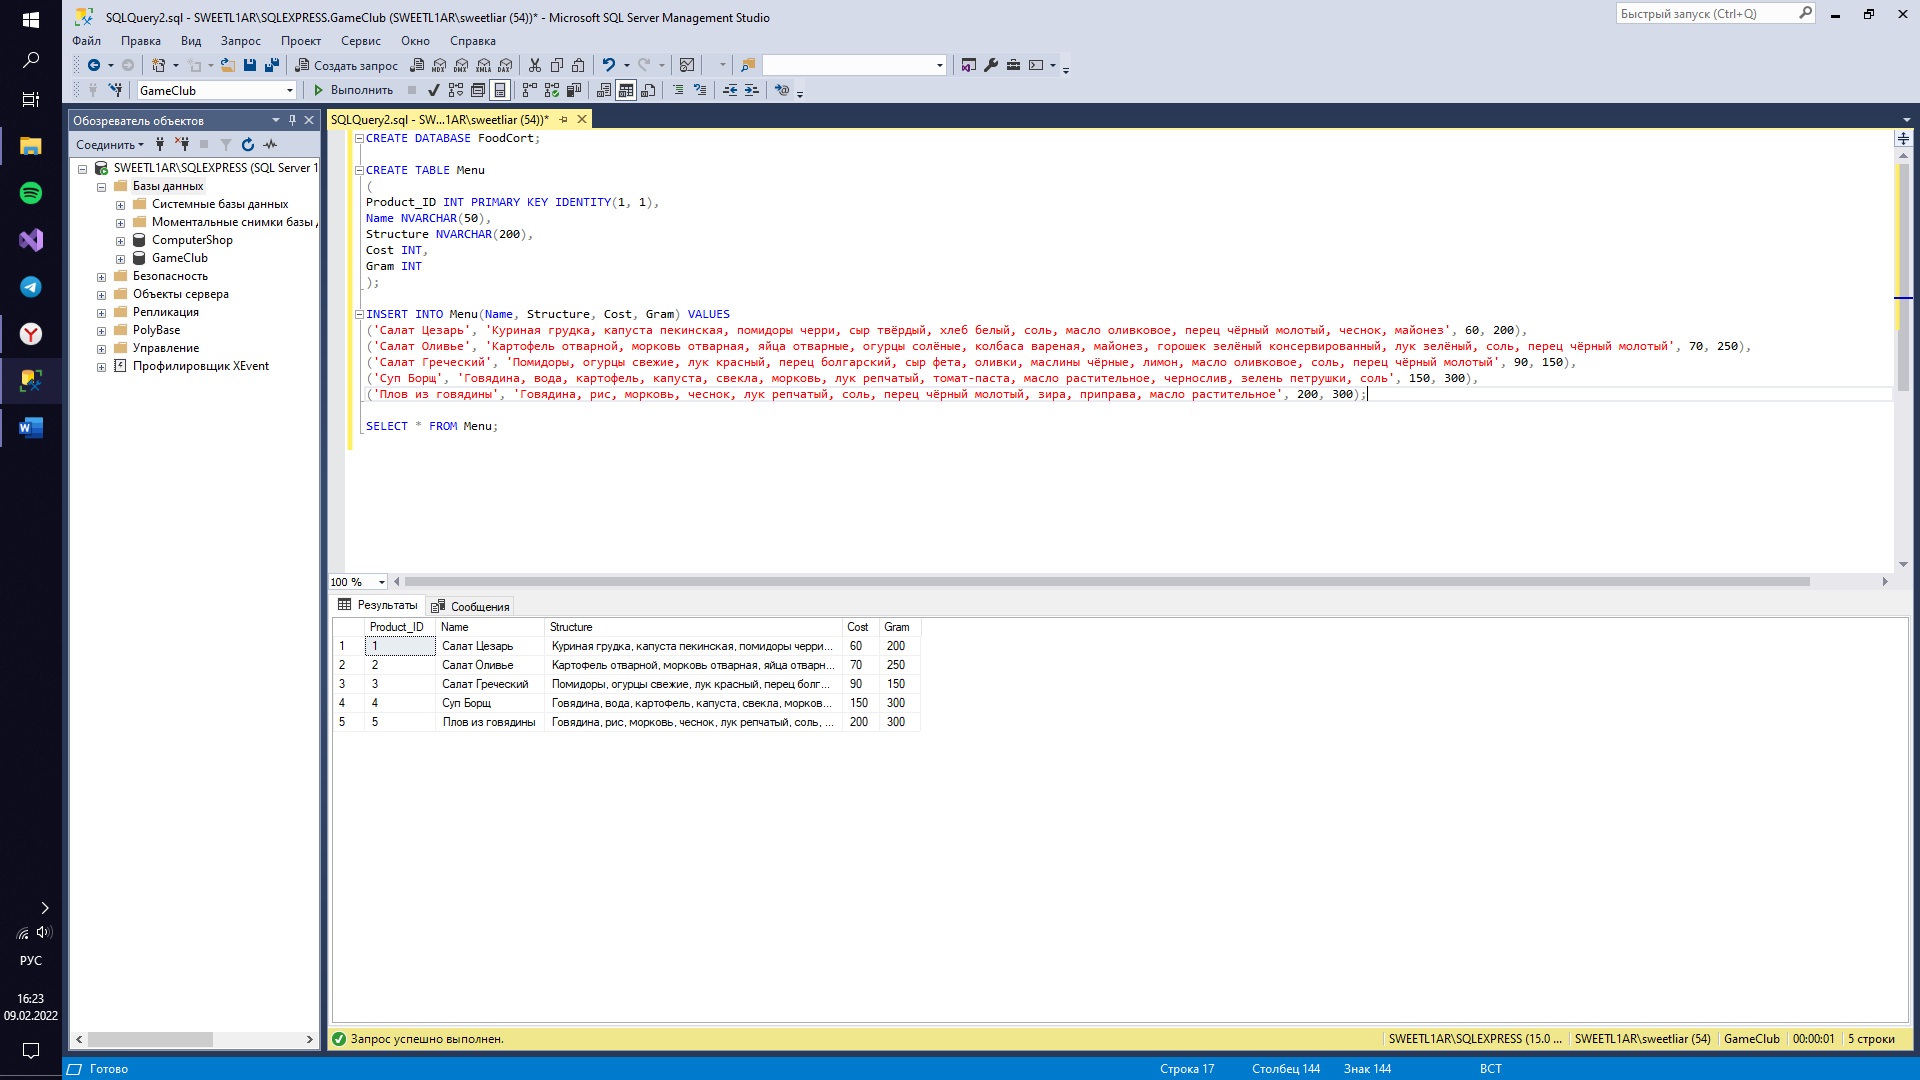 SQLQuery2.sql - SWEETL1AR\SQLEXPRESS.GameClub (SWEETL1AR\sweetliar (54))* - Microsoft SQL Server Management Studio
Быстрый запуск (Ctrl+Q)
Файл Правка Вид Запрос Проект Сервис Окно Справка
Создать запрос MDX DMX XMLA DAX
GameClub Выполнить
Обозреватель объектов
SQLQuery2.sql - SW...1AR\sweetliar (54))*
Соединить
SWEETL1AR\SQLEXPRESS (SQL Server 1
Базы данных
Системные базы данных
Моментальные снимки базы
ComputerShop
GameClub
Безопасность
Объекты сервера
Репликация
PolyBase
Управление
Профилировщик XEvent
CREATE DATABASE FoodCort;
CREATE TABLE Menu
(
Product_ID INT PRIMARY KEY IDENTITY(1, 1),
Name NVARCHAR(50),
Structure NVARCHAR(200),
Cost INT,
Gram INT
);
INSERT INTO Menu(Name, Structure, Cost, Gram) VALUES
('Салат Цезарь', 'Куриная грудка, капуста пекинская, помидоры черри, сыр твёрдый, хлеб белый, соль, масло оливковое, перец чёрный молотый, чеснок, майонез', 60, 200),
('Салат Оливье', 'Картофель отварной, морковь отварная, яйца отварные, огурцы солёные, колбаса вареная, майонез, горошек зелёный консервированный, лук зелёный, соль, перец чёрный молотый', 70, 250),
('Салат Греческий', 'Помидоры, огурцы свежие, лук красный, перец болгарский, сыр фета, оливки, маслины чёрные, лимон, масло оливковое, соль, перец чёрный молотый', 90, 150),
('Суп Борщ', 'Говядина, вода, картофель, капуста, свекла, морковь, лук репчатый, томат-паста, масло растительное, чернослив, зелень петрушки, соль', 150, 300),
('Плов из говядины', 'Говядина, рис, морковь, чеснок, лук репчатый, соль, перец чёрный молотый, зира, приправа, масло растительное', 200, 300);
SELECT * FROM Menu;
100 %
Результаты Сообщения
Product_ID Name Structure Cost Gram
1 1 Салат Цезарь Куриная грудка, капуста пекинская, помидоры черри... 60 200
2 2 Салат Оливье Картофель отварной, морковь отварная, яйца отварн... 70 250
3 3 Салат Греческий Помидоры, огурцы свежие, лук красный, перец болг... 90 150
4 4 Суп Борщ Говядина, вода, картофель, капуста, свекла, морков... 150 300
5 5 Плов из говядины Говядина, рис, морковь, чеснок, лук репчатый, соль, ... 200 300
РУС
16:23
09.02.2022
Запрос успешно выполнен.
SWEETL1AR\SQLEXPRESS (15.0 ... SWEETL1AR\sweetliar (54) GameClub 00:00:01 5 строки
Готово Строка 17 Столбец 144 Знак 144 ВСТ